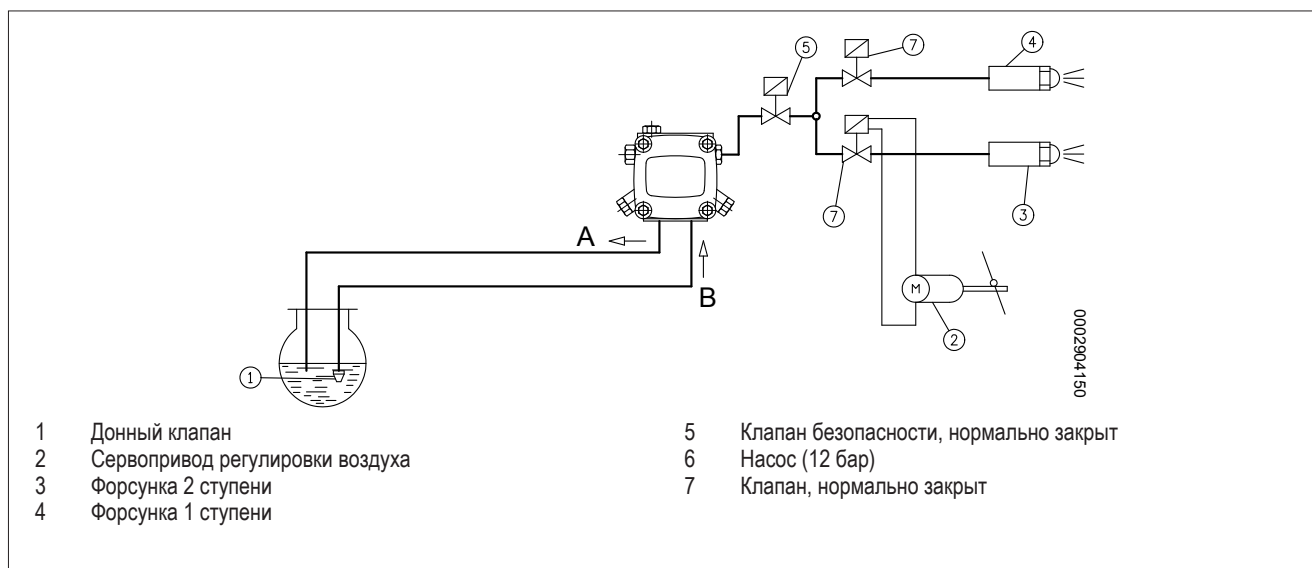 5
7
4
7
3
A
B
M
2
1
0002904150
1 Донный клапан
2 Сервопривод регулировки воздуха
3 Форсунка 2 ступени
4 Форсунка 1 ступени
5 Клапан безопасности, нормально закрыт
6 Насос (12 бар)
7 Клапан, нормально закрыт